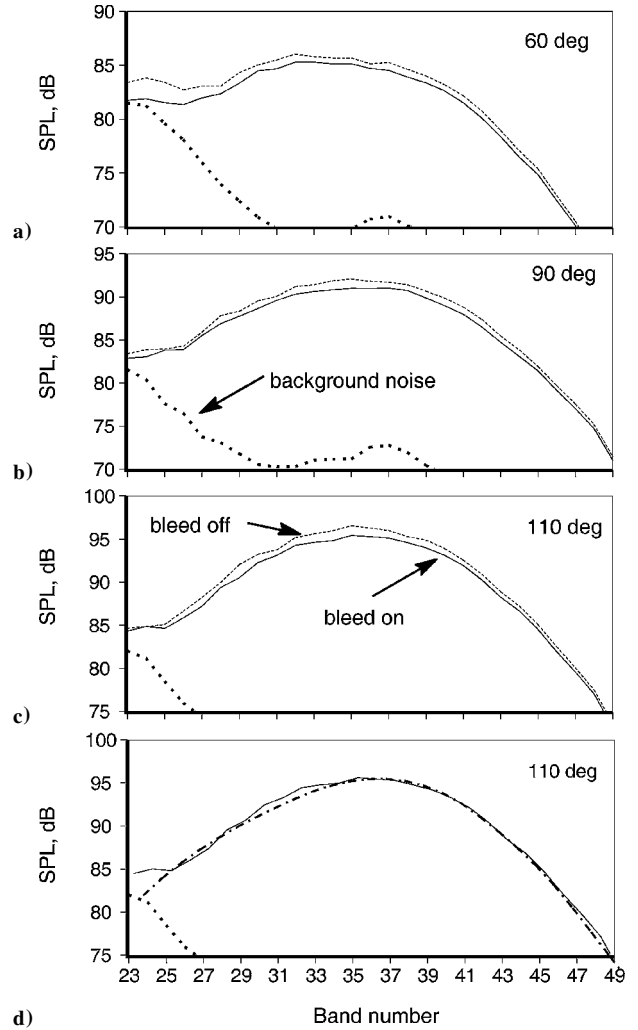 90
60 deg
85
SPL, dB
80
75
a)
70
95
90 deg
90
SPL, dB
85
80
background noise
75
b)
70
100
bleed off
110 deg
95
SPL, dB
90
bleed on
85
80
c)
75
100
110 deg
95
SPL, dB
90
85
80
75
23 25 27 29 31 33 35 37 39 41 43 45 47 49
d)
Band number